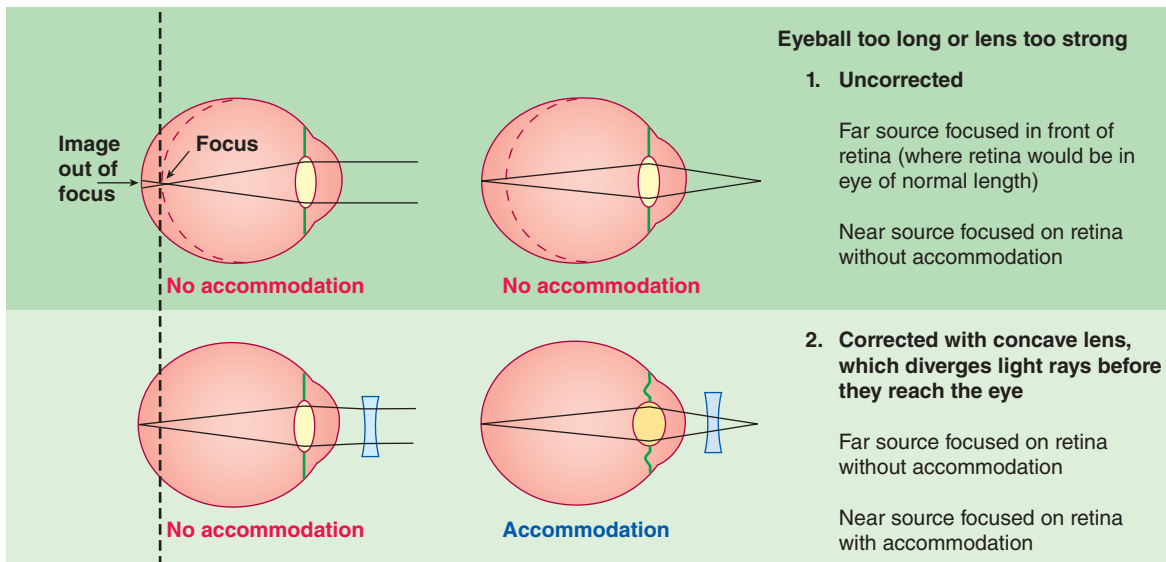 Eyeball too long or lens too strong
1. Uncorrected
Far source focused in front of
retina (where retina would be in
eye of normal length)
Near source focused on retina
without accommodation
Image
out of
focus
Focus
No accommodation
No accommodation
2. Corrected with concave lens,
which diverges light rays before
they reach the eye
Far source focused on retina
without accommodation
Near source focused on retina
with accommodation
No accommodation
Accommodation